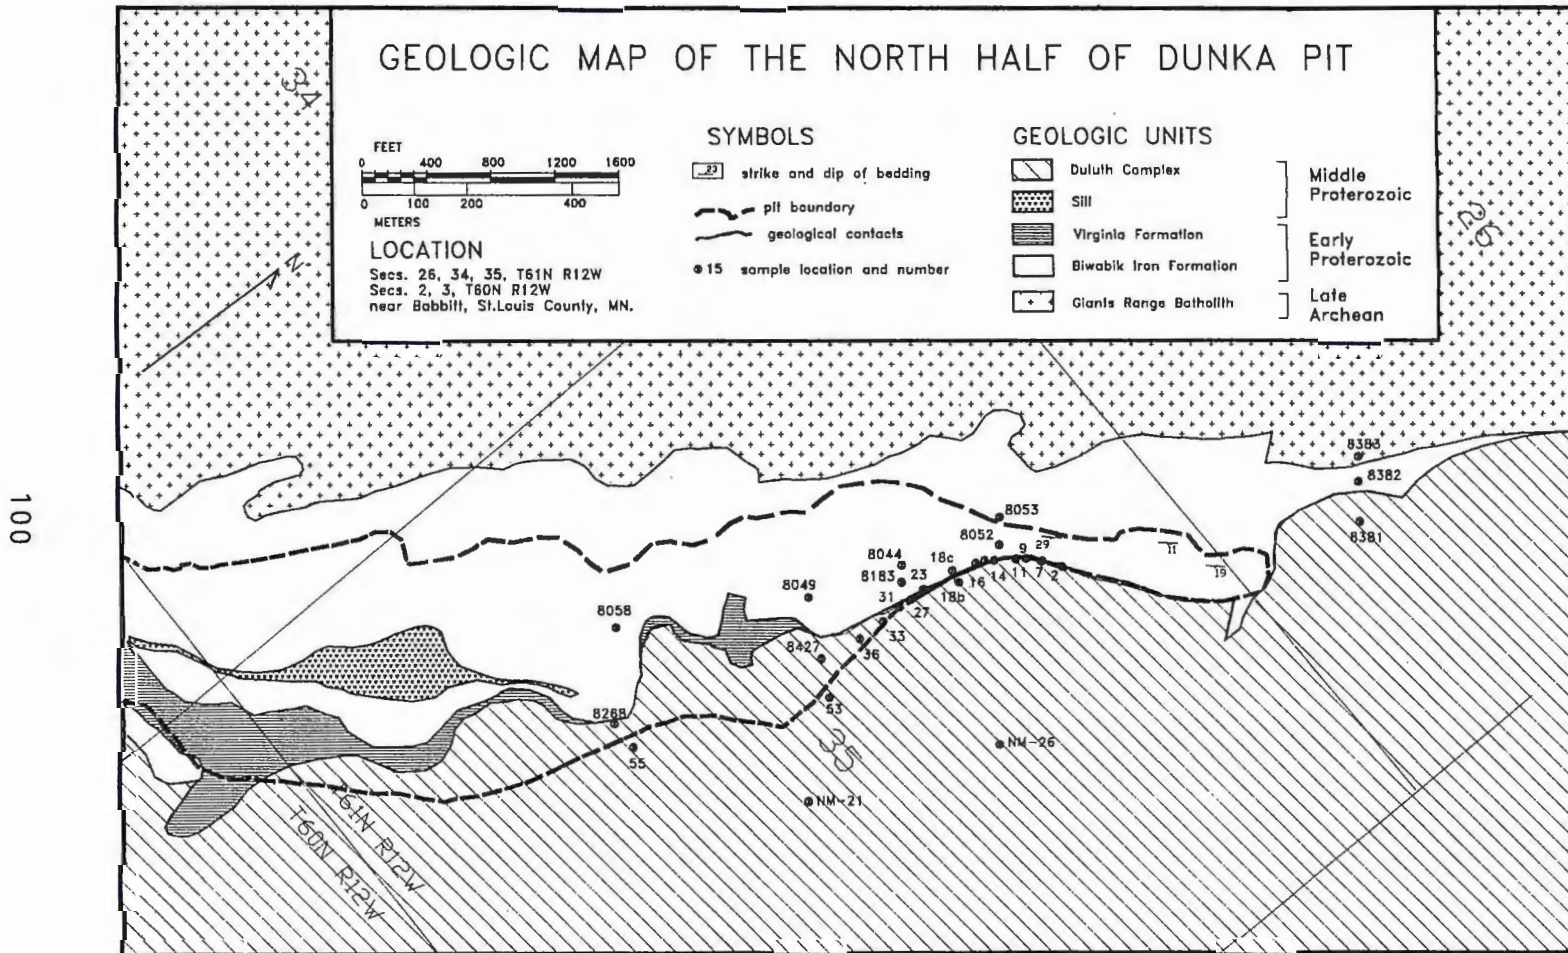 GEOLOGIC MAP OF THE NORTH HALF OF DUNKA PIT
FEET
0 400 800 1200 1600
0 100 200 400
METERS
LOCATION
Secs. 26, 34, 35, T61N R12W
Secs. 2, 3, T60N R12W
near Babbitt, St.Louis County, MN.
SYMBOLS
23 strike and dip of bedding
pit boundary
geological contacts
15 sample location and number
GEOLOGIC UNITS
Duluth Complex
Sill
Virginia Formation
Biwabik Iron Formation
Giants Range Batholith
Middle
Proterozoic
Early
Proterozoic
Late
Archean
34
26
N
100
8383
8382
8381
8053
8052
9
29
11
19
8044
18c
8183
23
31
27
18b
16
14
11
7
2
8049
8058
33
36
8427
53
8268
55
35
NM-26
NM-21
T61N R12W
T60N R12W